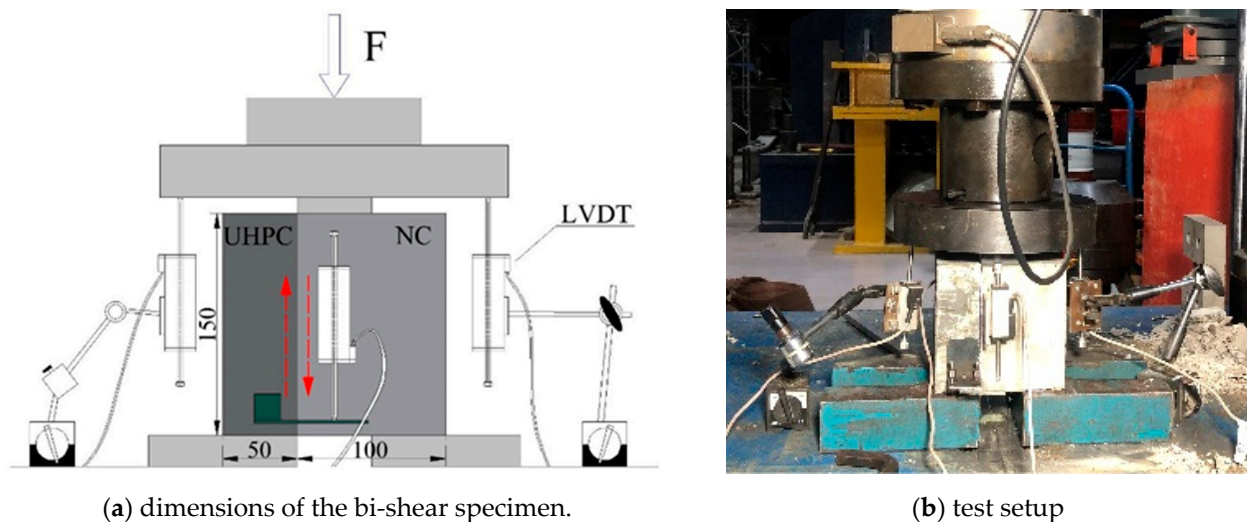 F
LVDT
UHPC
NC
150
50
100
(a) dimensions of the bi-shear specimen.
(b) test setup